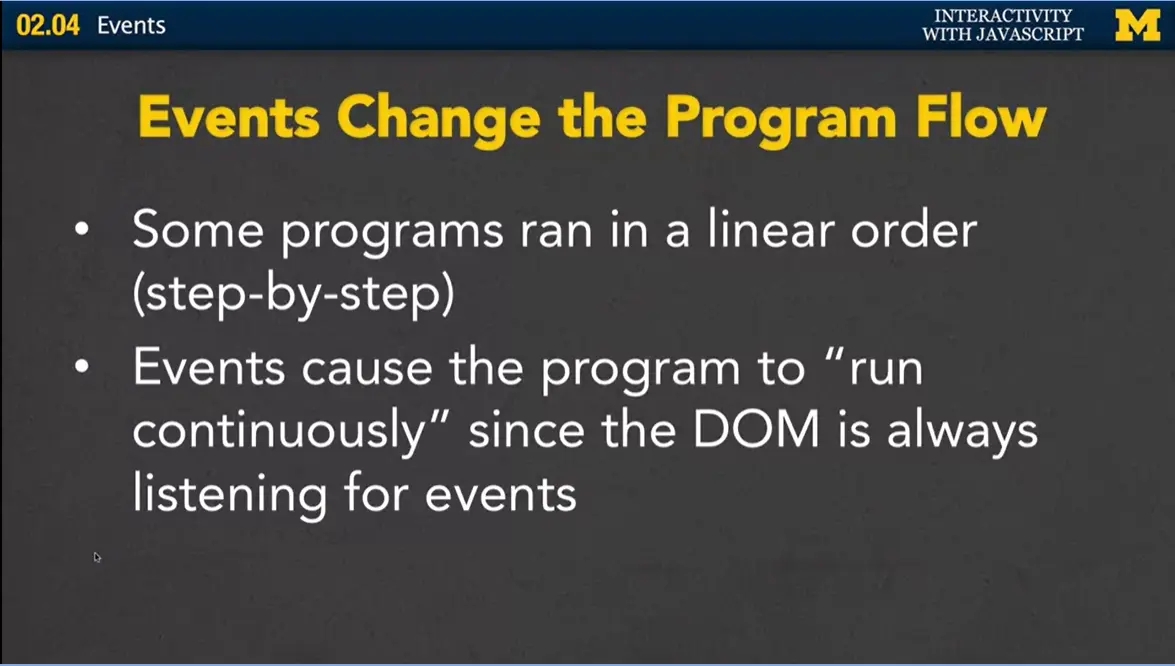 02.04 Events
INTERACTIVITY
WITH JAVASCRIPT
M
Events Change the Program Flow
• Some programs ran in a linear order
(step-by-step)
• Events cause the program to “run
continuously” since the DOM is always
listening for events